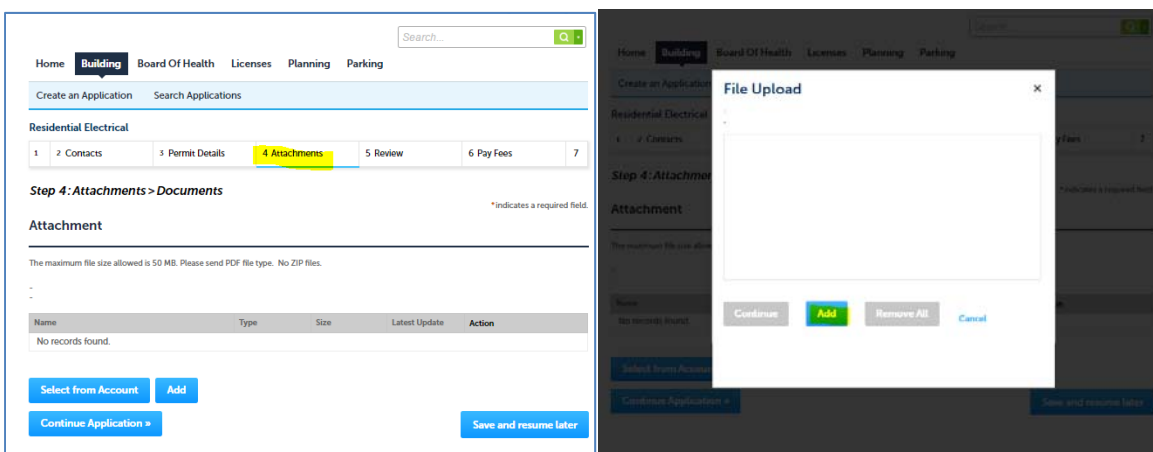 Search...
Home Building Board Of Health Licenses Planning Parking
Create an Application Search Applications
Residential Electrical
1 2 Contacts 3 Permit Details 4 Attachments 5 Review 6 Pay Fees 7
Step 4: Attachments > Documents
* indicates a required field.
Attachment
The maximum file size allowed is 50 MB. Please send PDF file type. No ZIP files.
Name Type Size Latest Update Action
No records found.
Select from Account Add
Continue Application »
Save and resume later
Search...
Home Building Board Of Health Licenses Planning Parking
Create an Application
File Upload ×
Residential Electrical
2 Contacts y Fees 7
Step 4: Attachmen
* indicates a required field
Attachment
The maximum file size allow
Name
No records found
Continue Add Remove All Cancel
Select from Accoun
Continue Application »
Save and resume later